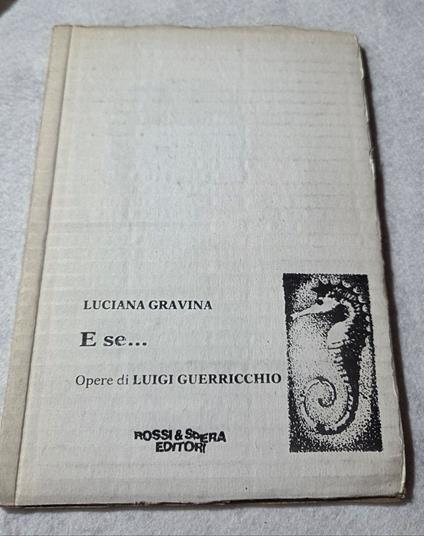 LUCIANA GRAVINA
E se...
Opere di LUIGI GUERRICCHIO
ROSSI & SPERA
EDITORI